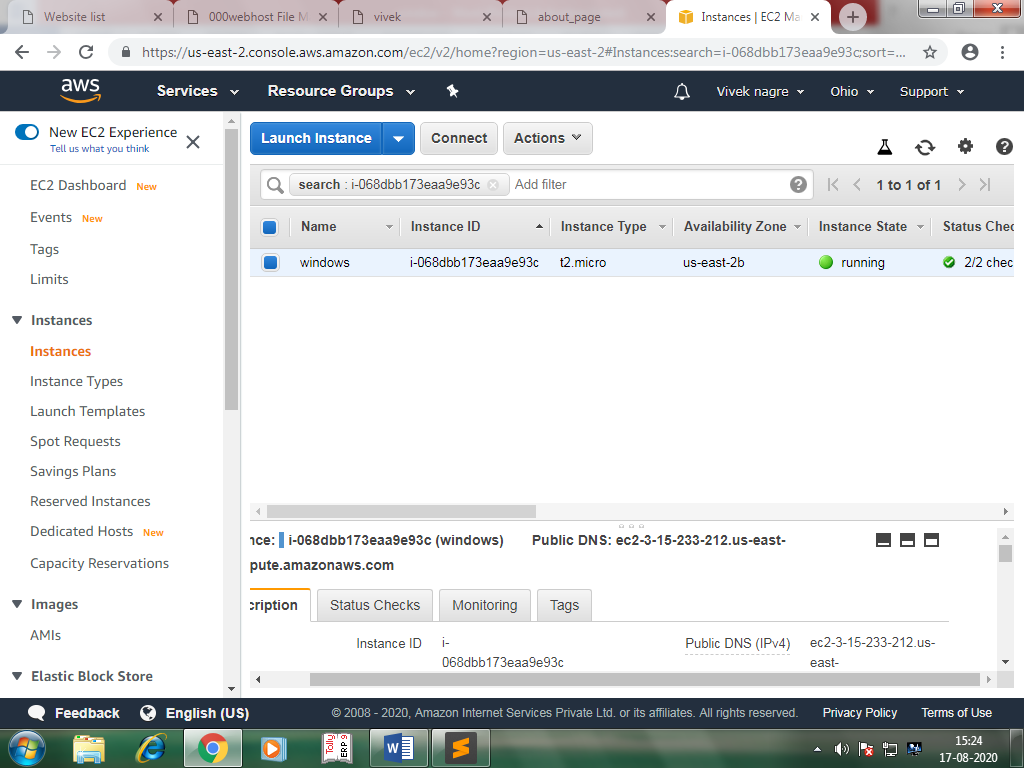 Website list
000webhost File M
vivek
about_page
Instances | EC2 Ma
https://us-east-2.console.aws.amazon.com/ec2/v2/home?region=us-east-2#Instances:search=i-068dbb173eaa9e93c;sort=...
aws
Services
Resource Groups
Vivek nagre
Ohio
Support
New EC2 Experience
Tell us what you think
EC2 Dashboard New
Events New
Tags
Limits
Instances
Instances
Instance Types
Launch Templates
Spot Requests
Savings Plans
Reserved Instances
Dedicated Hosts New
Capacity Reservations
Images
AMIs
Elastic Block Store
Launch Instance
Connect
Actions
search : i-068dbb173eaa9e93c
Add filter
1 to 1 of 1
Name Instance ID Instance Type Availability Zone Instance State Status Chec
windows i-068dbb173eaa9e93c t2.micro us-east-2b running 2/2 chec
nce: i-068dbb173eaa9e93c (windows) Public DNS: ec2-3-15-233-212.us-east-
pute.amazonaws.com
cription
Status Checks
Monitoring
Tags
Instance ID i-
068dbb173eaa9e93c
Public DNS (IPv4) ec2-3-15-233-212.us-
east-
Feedback
English (US)
© 2008 - 2020, Amazon Internet Services Private Ltd. or its affiliates. All rights reserved.
Privacy Policy
Terms of Use
Tally
ERP 9
15:24
17-08-2020